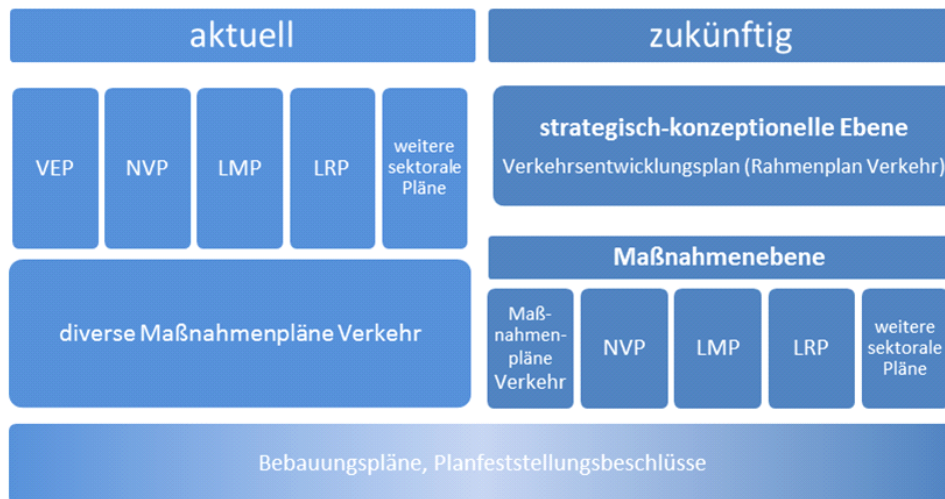 aktuell
VEP
NVP
LMP
LRP
weitere
sektorale
Pläne
diverse Maßnahmenpläne Verkehr
zukünftig
strategisch-konzeptionelle Ebene
Verkehrsentwicklungsplan (Rahmenplan Verkehr)
Maßnahmenebene
Maß-
nahmen-
pläne
Verkehr
NVP
LMP
LRP
weitere
sektorale
Pläne
Bebauungspläne, Planfeststellungsbeschlüsse